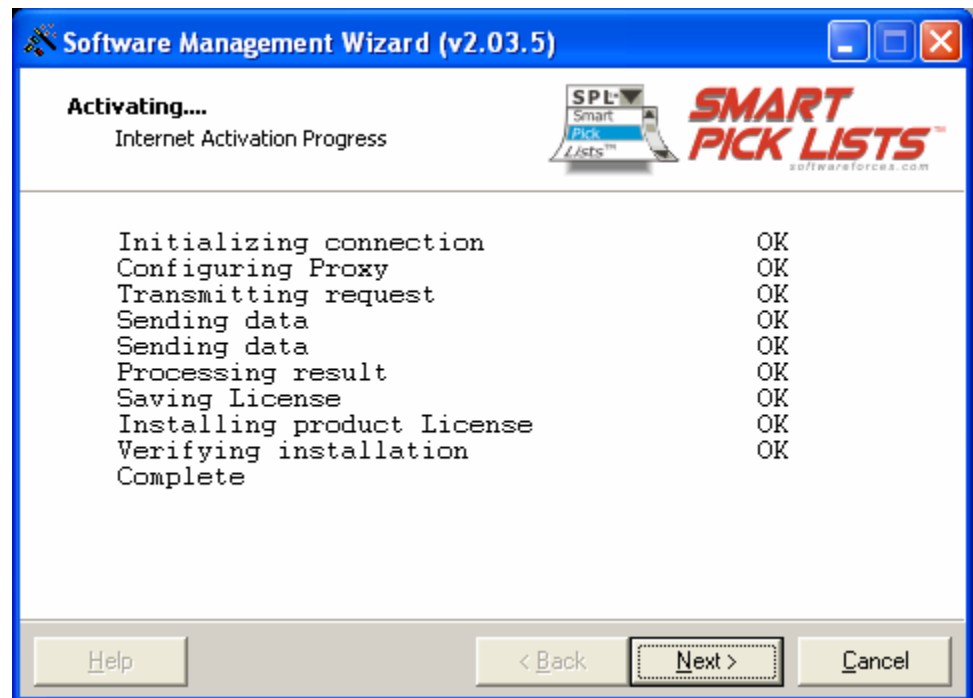 Software Management Wizard (v2.03.5)
Activating....
Internet Activation Progress
SPL
Smart
Pick
Lists™
SMART
PICK LISTS™
softwareforces.com
Initializing connection OK
Configuring Proxy OK
Transmitting request OK
Sending data OK
Sending data OK
Processing result OK
Saving License OK
Installing product License OK
Verifying installation OK
Complete
Help
< Back
Next >
Cancel